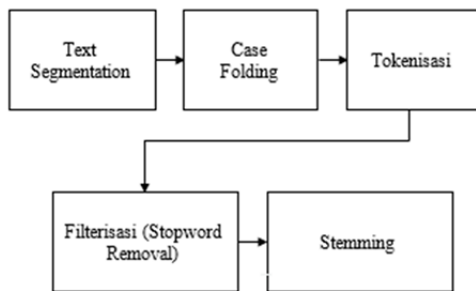 Text
Segmentation
Case
Folding
Tokenisasi
Filterisasi (Stopword
Removal)
Stemming